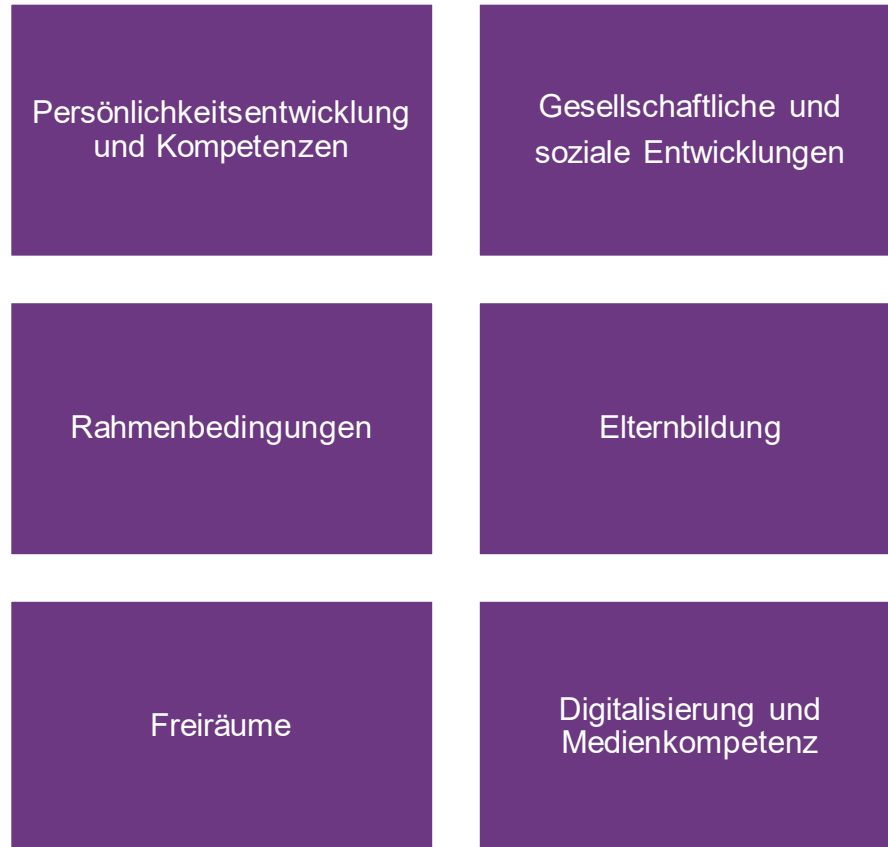 Persönlichkeitsentwicklung
und Kompetenzen
Gesellschaftliche und
soziale Entwicklungen
Rahmenbedingungen
Elternbildung
Freiräume
Digitalisierung und
Medienkompetenz